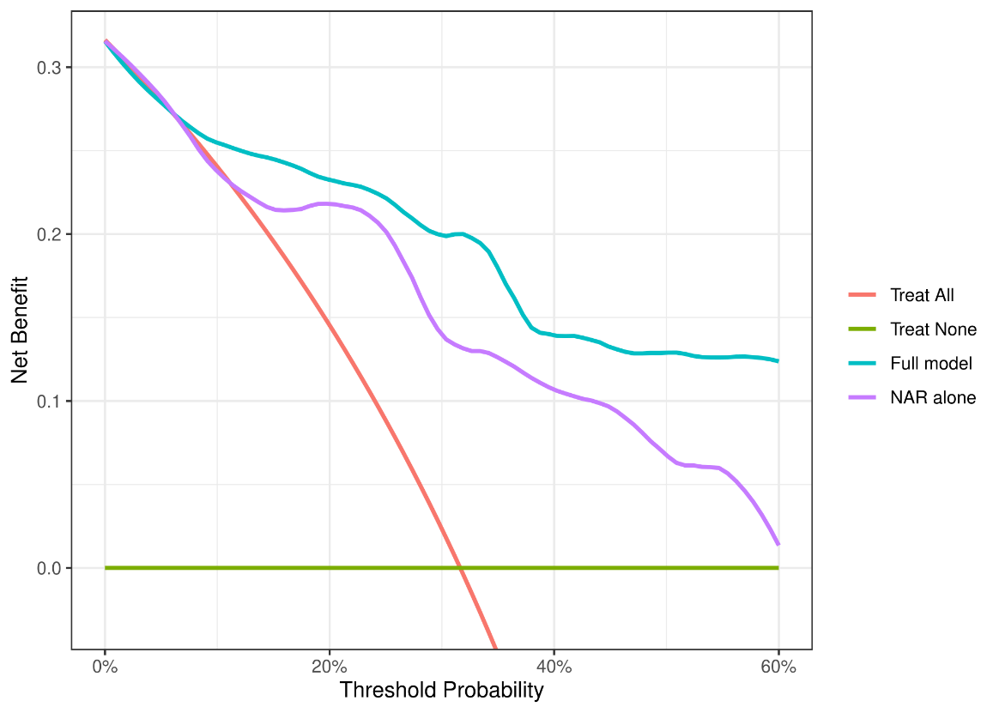 Net Benefit
0.3
0.2
0.1
0.0
0%
20%
40%
60%
Threshold Probability
Treat All
Treat None
Full model
NAR alone